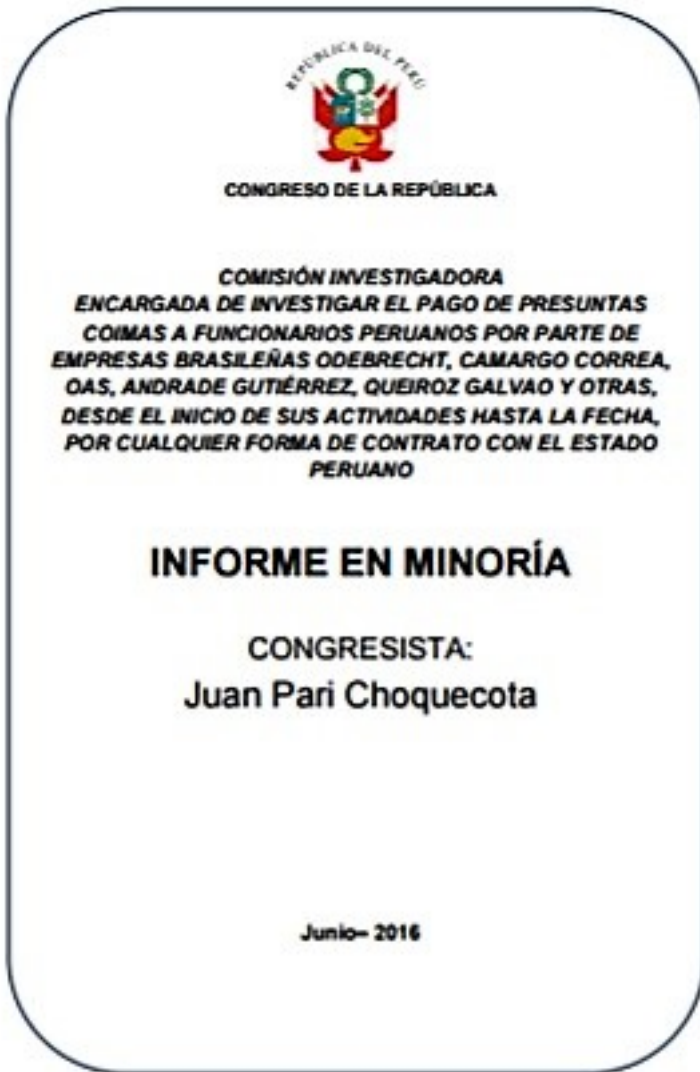 REPÚBLICA DEL PERÚ
CONGRESO DE LA REPÚBLICA
COMISIÓN INVESTIGADORA
ENCARGADA DE INVESTIGAR EL PAGO DE PRESUNTAS
COIMAS A FUNCIONARIOS PERUANOS POR PARTE DE
EMPRESAS BRASILEÑAS ODEBRECHT, CAMARGO CORREA,
OAS, ANDRADE GUTIÉRREZ, QUEIROZ GALVAO Y OTRAS,
DESDE EL INICIO DE SUS ACTIVIDADES HASTA LA FECHA,
POR CUALQUIER FORMA DE CONTRATO CON EL ESTADO
PERUANO
INFORME EN MINORÍA
CONGRESISTA:
Juan Pari Choquecota
Junio– 2016